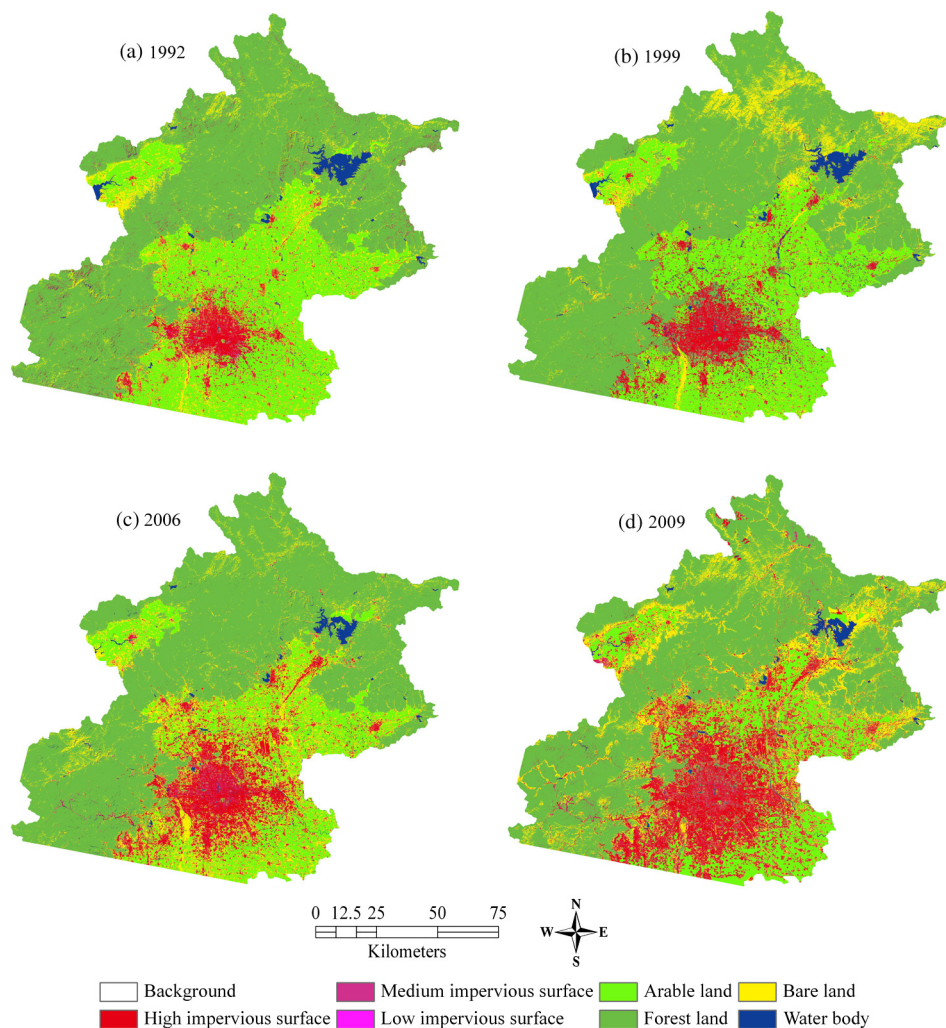 (a) 1992
(b) 1999
(c) 2006
(d) 2009
0 12.5 25 50 75
Kilometers
N
W E
S
Background Medium impervious surface Arable land Bare land
High impervious surface Low impervious surface Forest land Water body